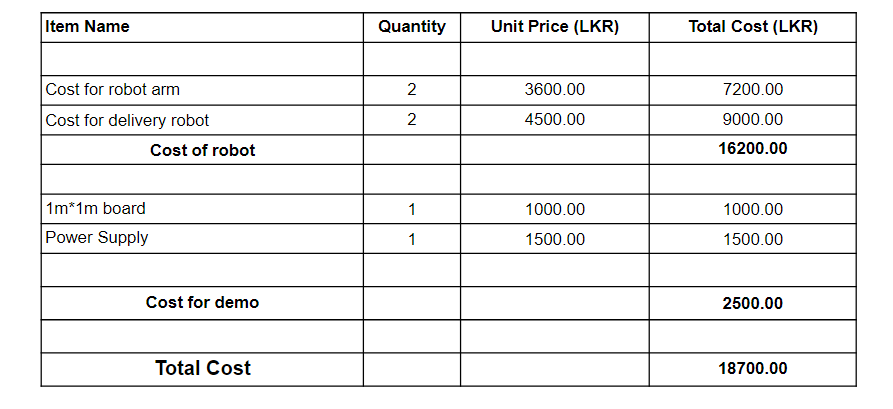 Item Name Quantity Unit Price (LKR) Total Cost (LKR)
Cost for robot arm 2 3600.00 7200.00
Cost for delivery robot 2 4500.00 9000.00
Cost of robot 16200.00
1m*1m board 1 1000.00 1000.00
Power Supply 1 1500.00 1500.00
Cost for demo 2500.00
Total Cost 18700.00